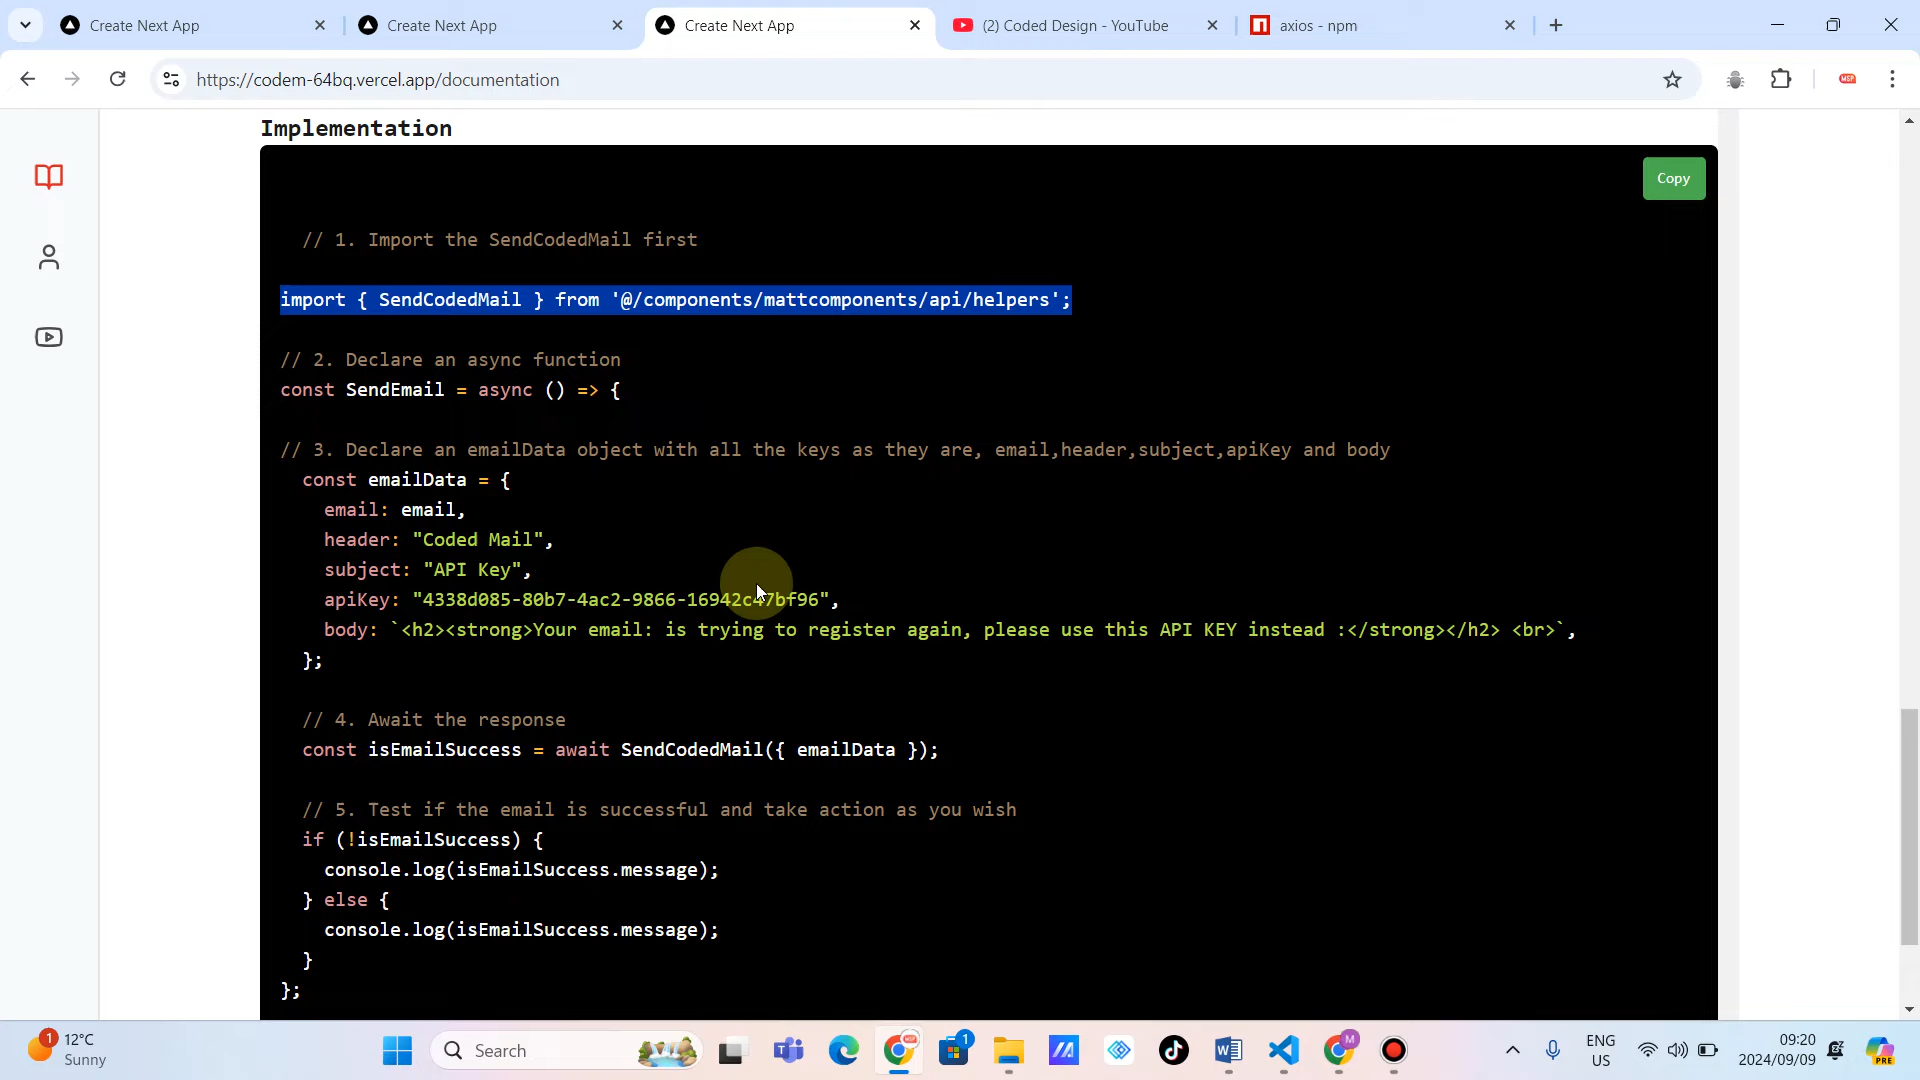 Create Next App
Create Next App
Create Next App
(2) Coded Design - YouTube
axios - npm
https://codem-64bq.vercel.app/documentation
MSP
Implementation
Copy
// 1. Import the SendCodedMail first
import { SendCodedMail } from '@/components/mattcomponents/api/helpers';
// 2. Declare an async function
const SendEmail = async () => {
// 3. Declare an emailData object with all the keys as they are, email,header,subject,apiKey and body
const emailData = {
email: email,
header: "Coded Mail",
subject: "API Key",
apiKey: "4338d085-80b7-4ac2-9866-16942c47bf96",
body: `<h2><strong>Your email: is trying to register again, please use this API KEY instead :</strong></h2> <br>`,
};
// 4. Await the response
const isEmailSuccess = await SendCodedMail({ emailData });
// 5. Test if the email is successful and take action as you wish
if (!isEmailSuccess) {
console.log(isEmailSuccess.message);
} else {
console.log(isEmailSuccess.message);
}
};
1
12°C
Sunny
Search
MSP
1
M
ENG
US
09:20
2024/09/09
PRE